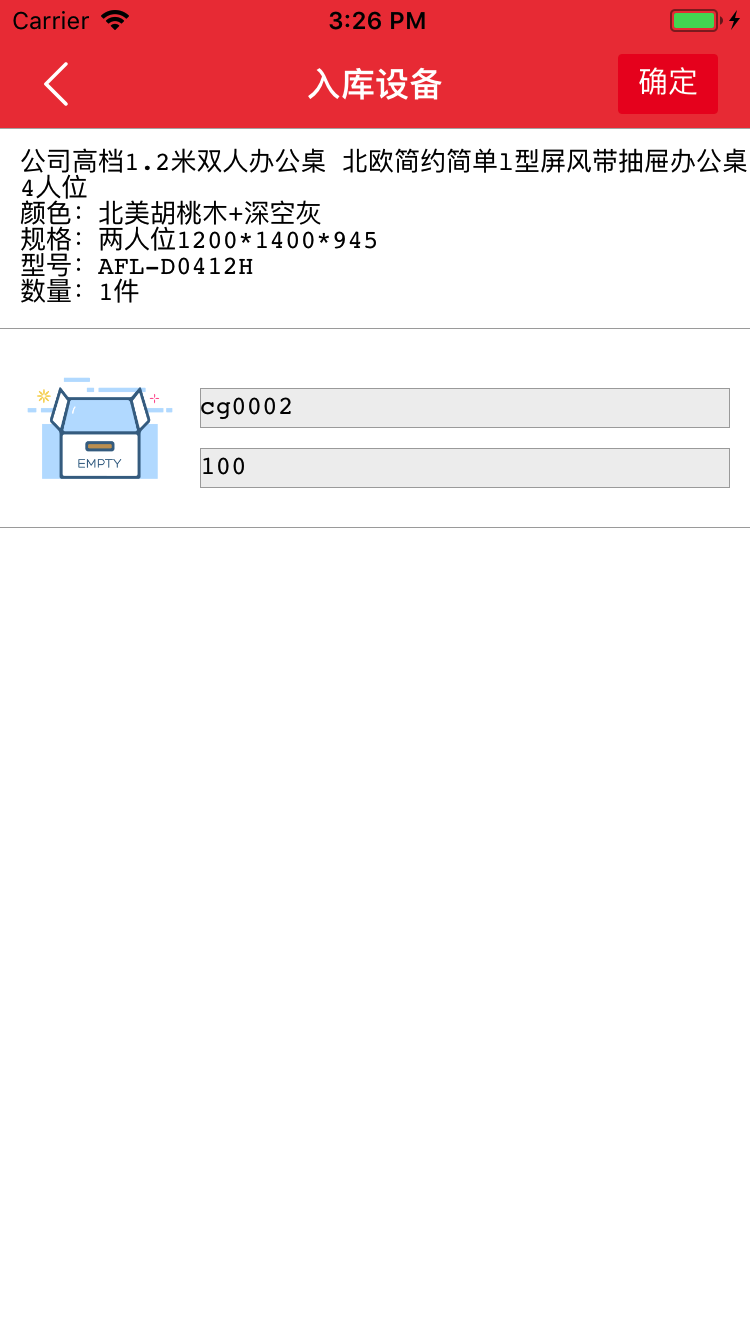 Carrier 3:26 PM
入库设备 确定
公司高档1.2米双人办公桌 北欧简约简单l型屏风带抽屉办公桌
4人位
颜色: 北美胡桃木+深空灰
规格: 两人位1200*1400*945
型号: AFL-D0412H
数量: 1件
cg0002
EMPTY
100